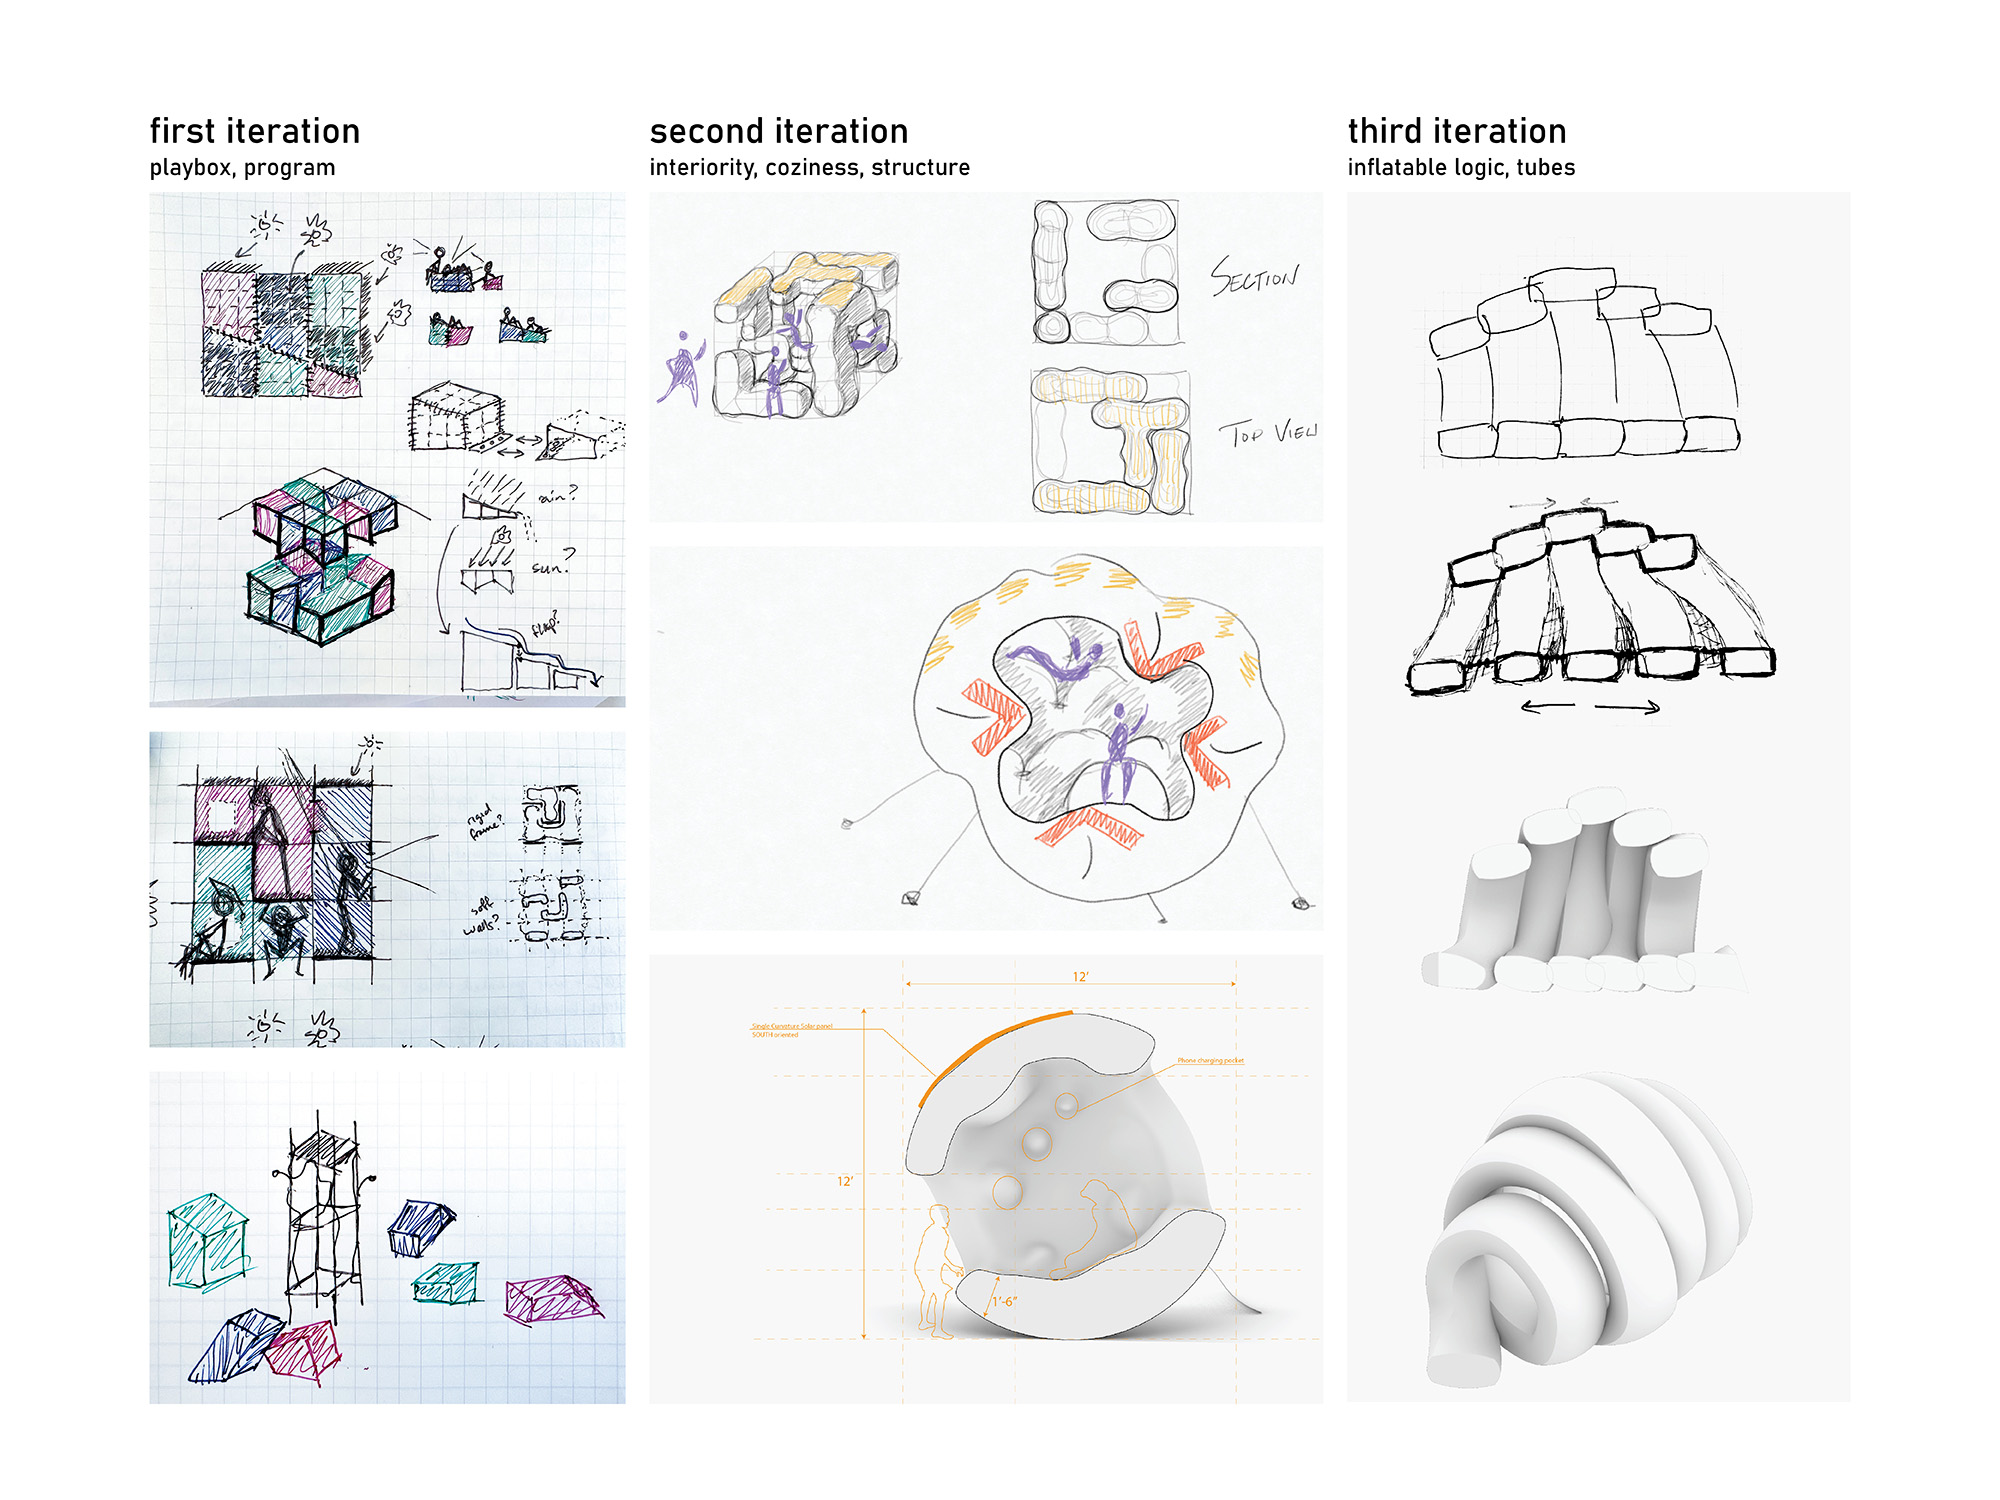 first iteration
playbox, program
rain?
sun?
flap?
rigid
frame?
soft
walls?
second iteration
interiority, coziness, structure
SECTION
TOP VIEW
12'
Single Curvature Solar panel
SOUTH oriented
Phone charging pocket
12'
1'-6"
third iteration
inflatable logic, tubes